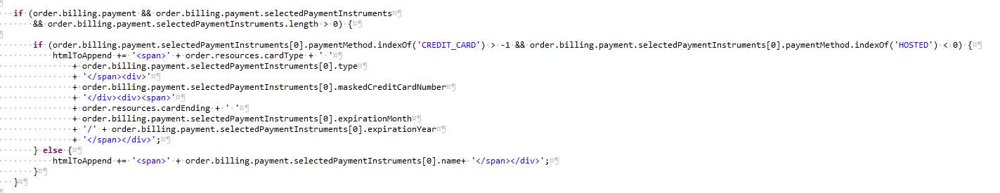 if (order.billing.payment && order.billing.payment.selectedPaymentInstruments
&& order.billing.payment.selectedPaymentInstruments.length > 0) {
if (order.billing.payment.selectedPaymentInstruments[0].paymentMethod.indexOf('CREDIT_CARD') > -1 && order.billing.payment.selectedPaymentInstruments[0].paymentMethod.indexOf('HOSTED') < 0) {
htmlToAppend += '<span>' + order.resources.cardType + ' '
+ order.billing.payment.selectedPaymentInstruments[0].type
+ '</span><div>'
+ order.billing.payment.selectedPaymentInstruments[0].maskedCreditCardNumber
+ '</div><div><span>'
+ order.resources.cardEnding + ' '
+ order.billing.payment.selectedPaymentInstruments[0].expirationMonth
+ '/' + order.billing.payment.selectedPaymentInstruments[0].expirationYear
+ '</span></div>';
} else {
htmlToAppend += '<span>' + order.billing.payment.selectedPaymentInstruments[0].name+ '</span></div>';
}
}